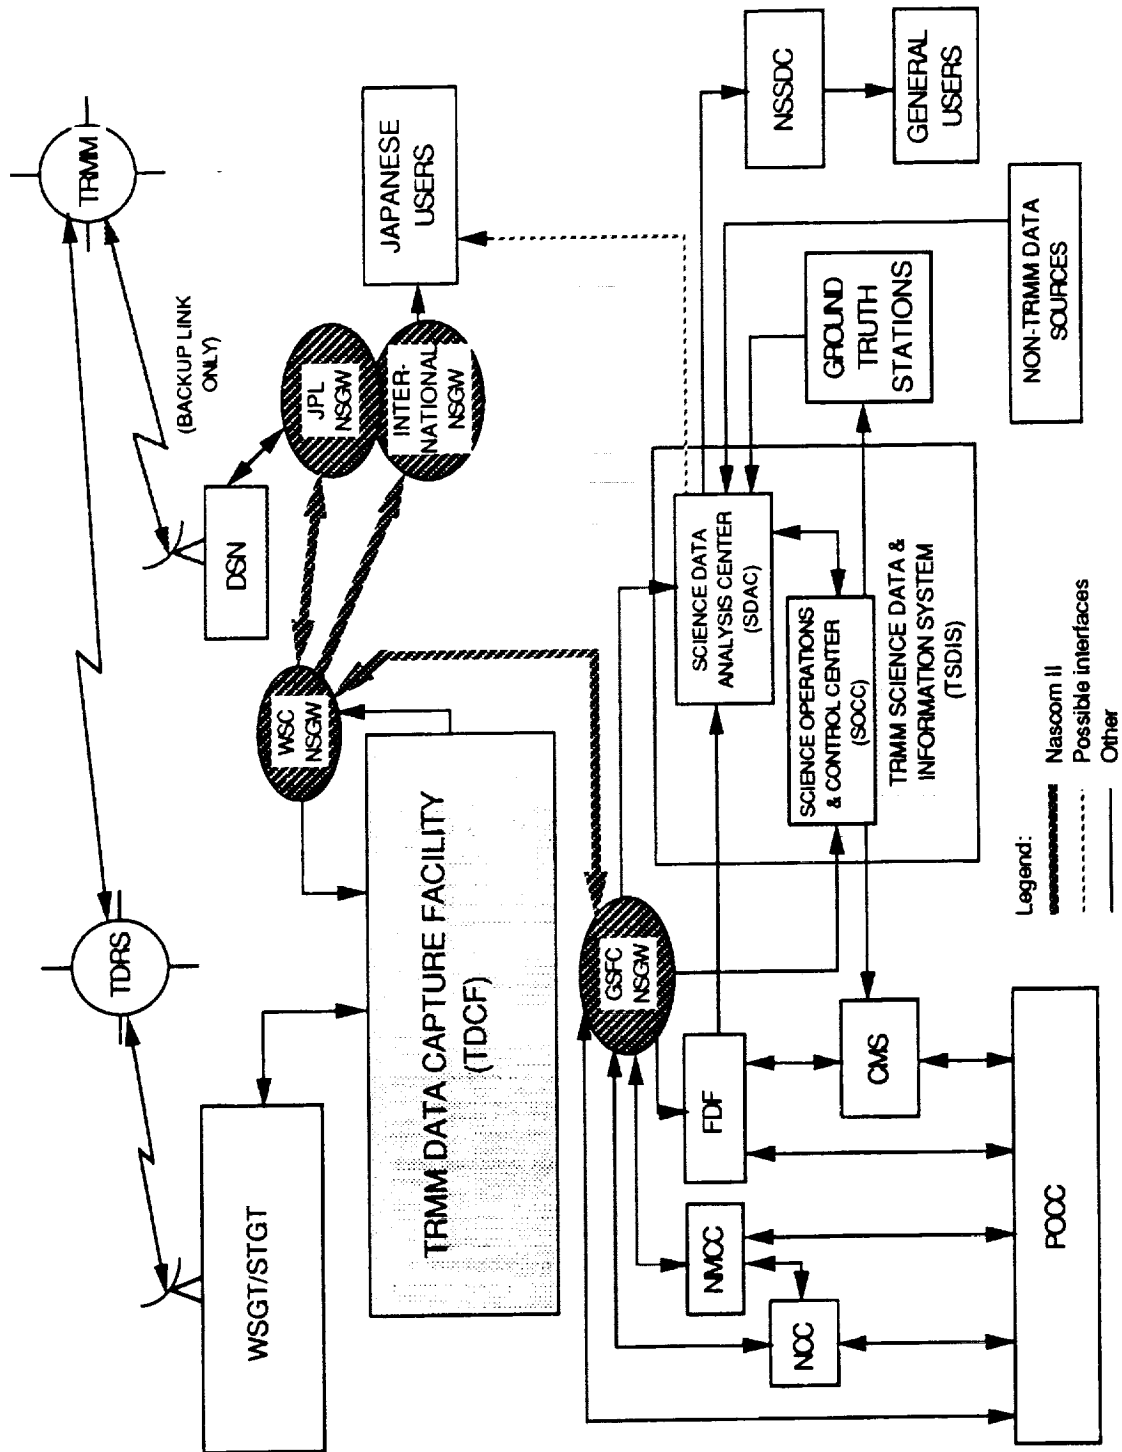 TRMM
TDRS
(BACKUP LINK
ONLY)
DSN
WSGT/STGT
WSC
NSGW
JPL
NSGW
INTER-
NATIONAL
NSGW
JAPANESE
USERS
TRMM DATA CAPTURE FACILITY
(TDCF)
GSFC
NSGW
SCIENCE DATA
ANALYSIS CENTER
(SDAC)
SCIENCE OPERATIONS
& CONTROL CENTER
(SOCC)
TRMM SCIENCE DATA &
INFORMATION SYSTEM
(TSDIS)
NSSDC
GENERAL
USERS
GROUND
TRUTH
STATIONS
NON-TRMM DATA
SOURCES
FDF
CMS
NMCC
NCC
POCC
Legend:
Nascom II
Possible interfaces
Other